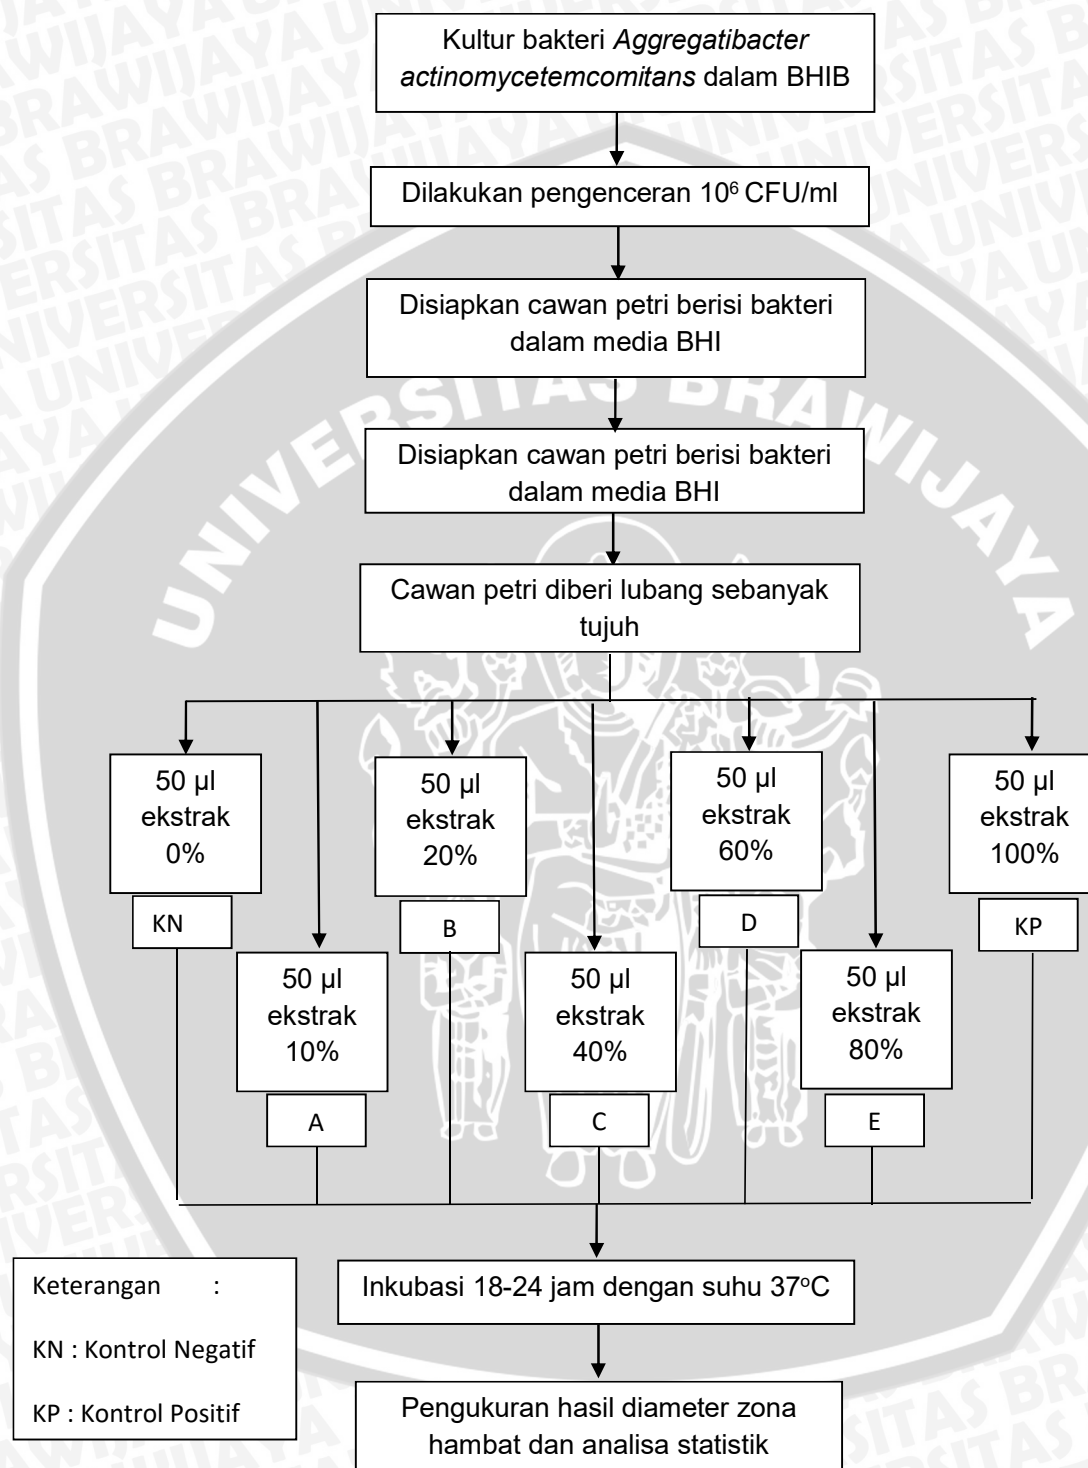 Kultur bakteri Aggregatibacter
actinomycetemcomitans dalam BHIB
Dilakukan pengenceran 10⁶ CFU/ml
Disiapkan cawan petri berisi bakteri
dalam media BHI
UNIVERSITAS BRAWIJAYA
Disiapkan cawan petri berisi bakteri
dalam media BHI
Cawan petri diberi lubang sebanyak
tujuh
50 µl
ekstrak
0%
KN
50 µl
ekstrak
10%
A
50 µl
ekstrak
20%
B
50 µl
ekstrak
40%
C
50 µl
ekstrak
60%
D
50 µl
ekstrak
80%
E
50 µl
ekstrak
100%
KP
Inkubasi 18-24 jam dengan suhu 37°C
Keterangan :
KN : Kontrol Negatif
KP : Kontrol Positif
Pengukuran hasil diameter zona
hambat dan analisa statistik